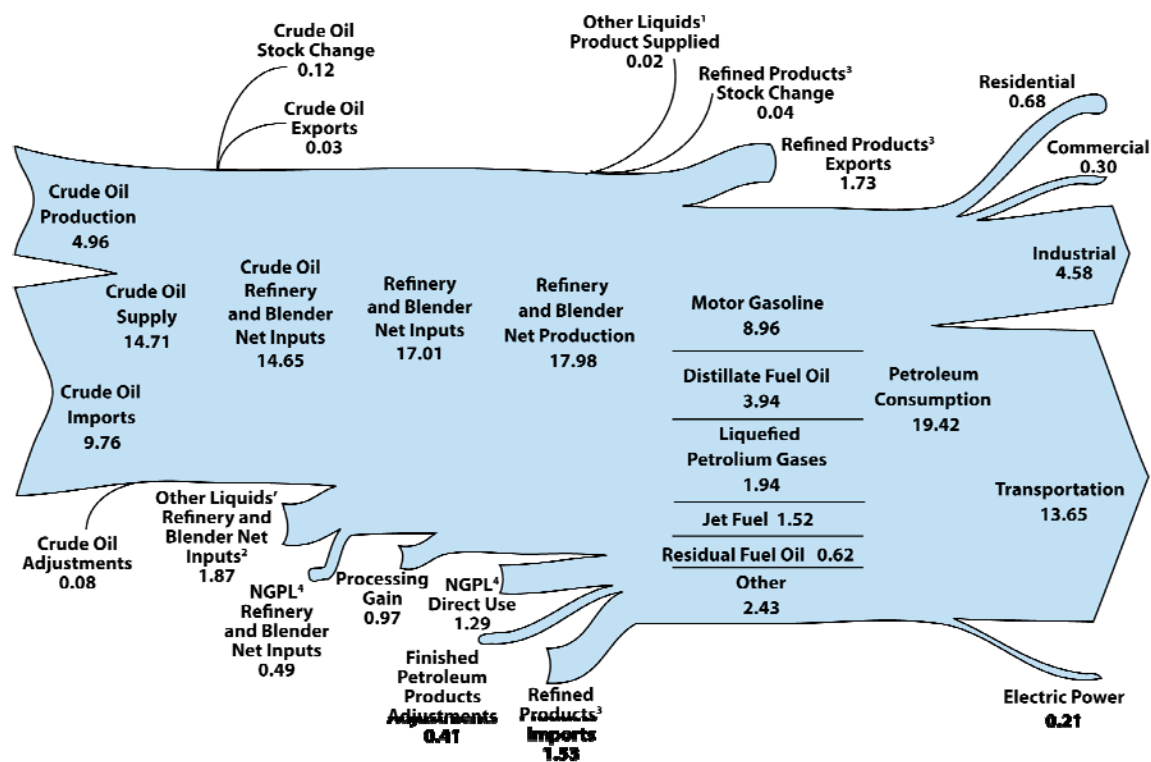 Crude Oil
Stock Change
0.12
Crude Oil
Exports
0.03
Other Liquids¹
Product Supplied
0.02
Refined Products³
Stock Change
0.04
Refined Products³
Exports
1.73
Residential
0.68
Commercial
0.30
Industrial
4.58
Crude Oil
Production
4.96
Crude Oil
Supply
14.71
Crude Oil
Refinery
and Blender
Net Inputs
14.65
Refinery
and Blender
Net Inputs
17.01
Refinery
and Blender
Net Production
17.98
Motor Gasoline
8.96
Distillate Fuel Oil
3.94
Liquefied
Petrolium Gases
1.94
Jet Fuel 1.52
Residual Fuel Oil 0.62
Other
2.43
Petroleum
Consumption
19.42
Transportation
13.65
Crude Oil
Imports
9.76
Crude Oil
Adjustments
0.08
Other Liquids'
Refinery and
Blender Net
Inputs²
1.87
NGPL⁴
Refinery
and Blender
Net Inputs
0.49
Processing
Gain
0.97
NGPL⁴
Direct Use
1.29
Finished
Petroleum
Products
Adjustments
0.41
Refined
Products³
Imports
1.53
Electric Power
0.21